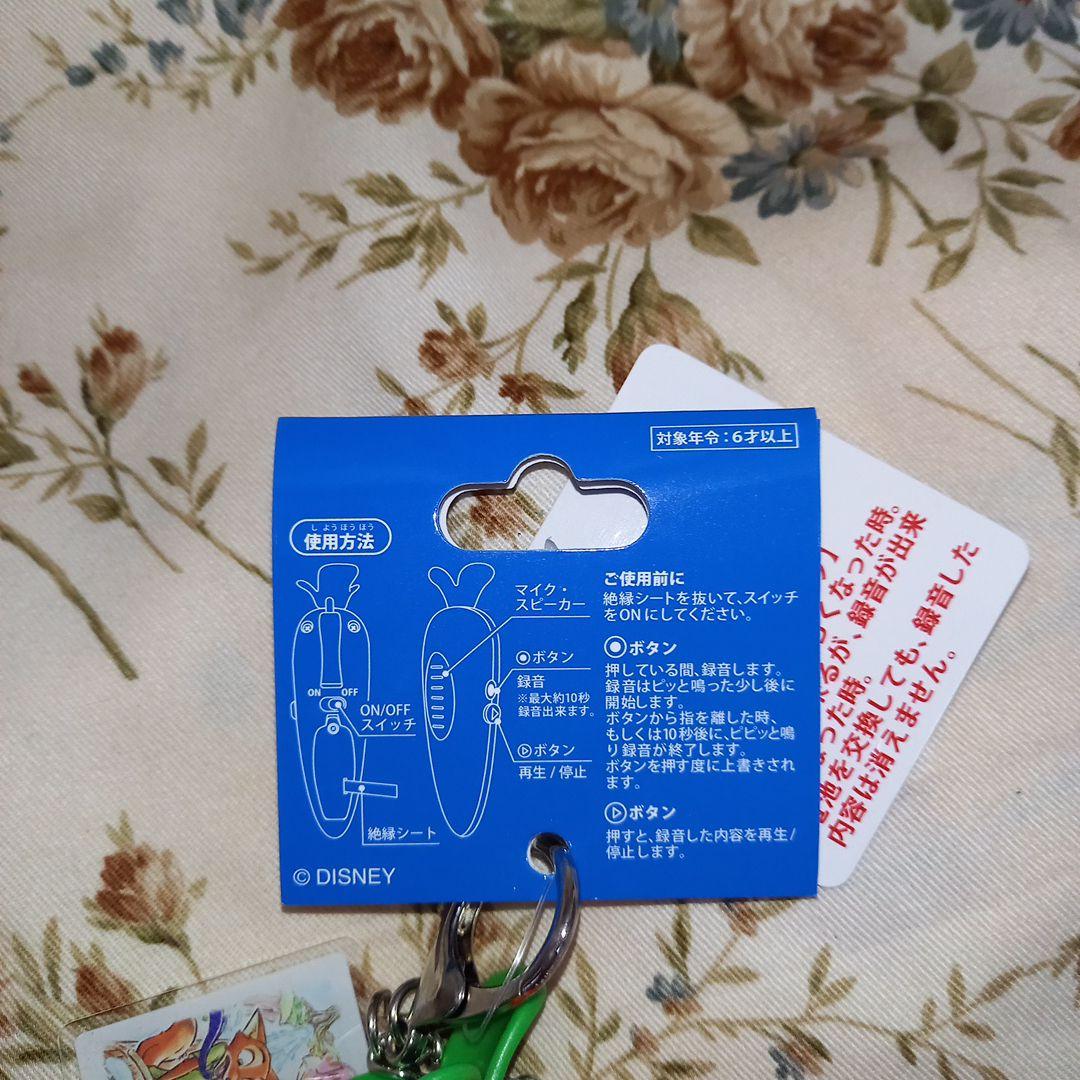 対象年令：6才以上
しようほうほう
使用方法
ON OFF
ON/OFF
スイッチ
絶縁シート
マイク・
スピーカー
◉ボタン
録音
※最大約10秒
録音出来ます。
▷ボタン
再生 / 停止
ご使用前に
絶縁シートを抜いて、スイッチ
をONにしてください。
◉ボタン
押している間、録音します。
録音はピッと鳴った少し後に
開始します。
ボタンから指を離した時、
もしくは10秒後に、ピピッと鳴
り録音が終了します。
ボタンを押す度に上書きされ
ます。
▷ボタン
押すと、録音した内容を再生/
停止します。
© DISNEY
くなった時。
るが、録音が出来
った時。
池を交換しても、録音した
内容は消えません。